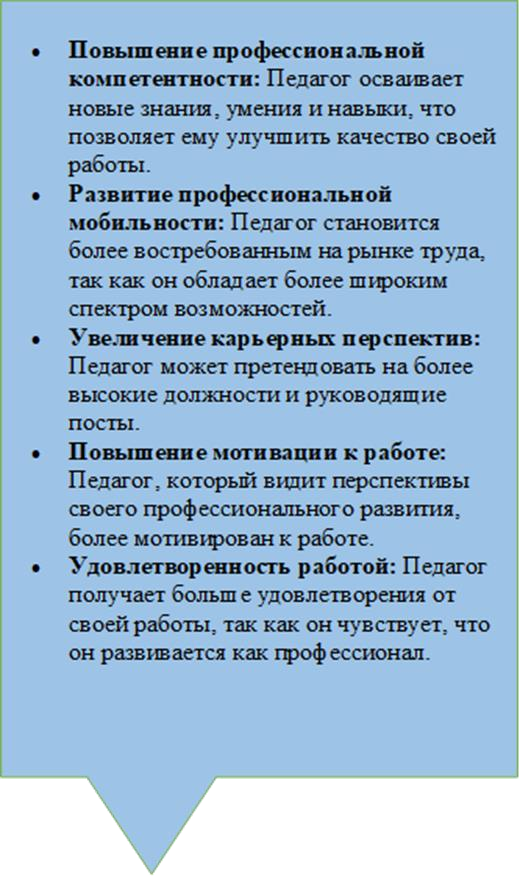 • Повышение профессиональной
компетентности: Педагог осваивает
новые знания, умения и навыки, что
позволяет ему улучшить качество своей
работы.
• Развитие профессиональной
мобильности: Педагог становится
более востребованным на рынке труда,
так как он обладает более широким
спектром возможностей.
• Увеличение карьерных перспектив:
Педагог может претендовать на более
высокие должности и руководящие
посты.
• Повышение мотивации к работе:
Педагог, который видит перспективы
своего профессионального развития,
более мотивирован к работе.
• Удовлетворенность работой: Педагог
получает больше удовлетворения от
своей работы, так как он чувствует, что
он развивается как профессионал.